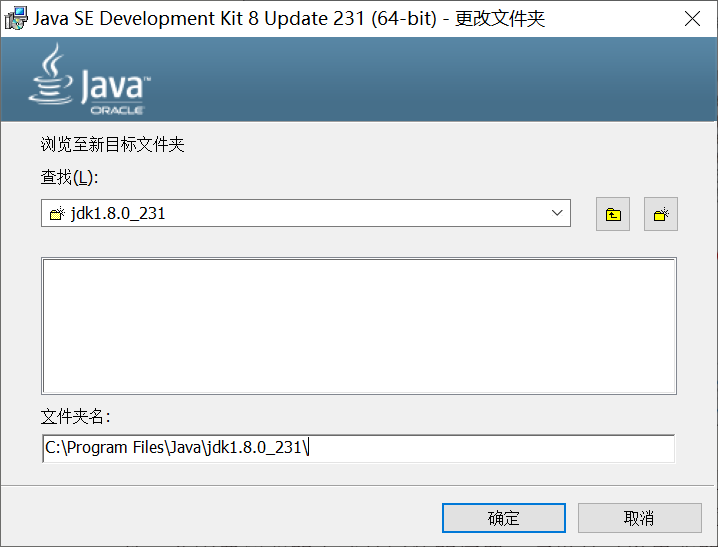 Java SE Development Kit 8 Update 231 (64-bit) - 更改文件夹
Java™
ORACLE
浏览至新目标文件夹
查找(L):
jdk1.8.0_231
文件夹名:
C:\Program Files\Java\jdk1.8.0_231\
确定
取消